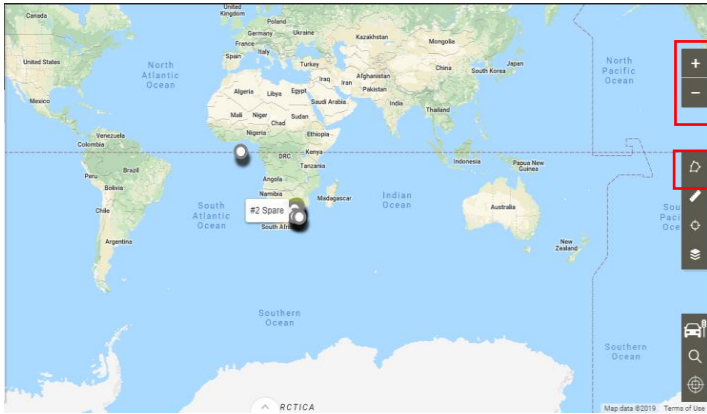 Canada
United
Kingdom
Poland
Germany
Ukraine
Kazakhstan
Mongolia
France
Italy
Spain
Turkey
United States
North
Atlantic
Ocean
China
South Korea
Japan
North
Pacific
Ocean
Iraq
Iran
Afghanistan
Pakistan
Algeria
Libya
Egypt
Saudi Arabia
India
Mexico
Mali
Niger
Chad
Sudan
Thailand
Nigeria
Ethiopia
Venezuela
Colombia
DRC
Kenya
Tanzania
Indonesia
Papua New
Guinea
Peru
Brazil
Bolivia
Angola
Namibia
Madagascar
Indian
Ocean
Australia
South
Atlantic
Ocean
#2 Spare
South Afri
Chile
Argentina
Sou
Paci
Oce
New
Zealand
Southern
Ocean
Southern
Ocean
RCTICA
Map data ©2019 Terms of Use